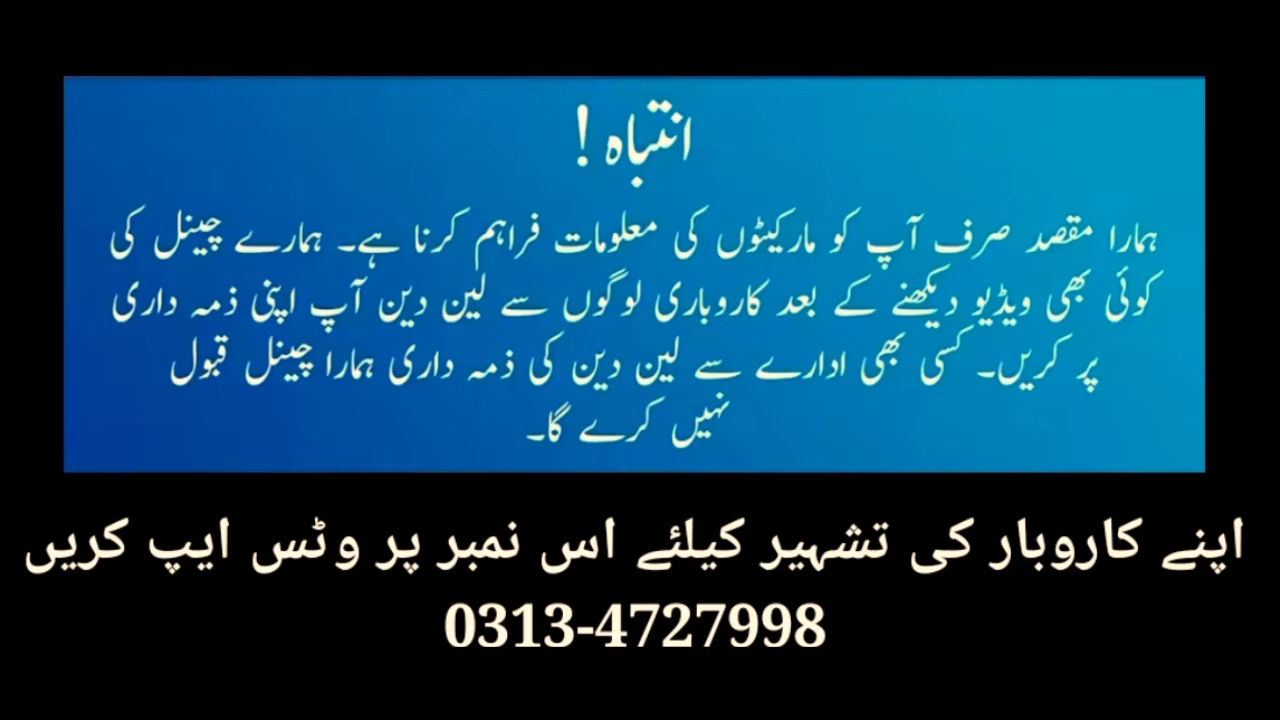 انتباہ !
ہمارا مقصد صرف آپ کو مارکیٹوں کی معلومات فراہم کرنا ہے۔ ہمارے چینل کی
کوئی بھی ویڈیو دیکھنے کے بعد کاروباری لوگوں سے لین دین آپ اپنی ذمہ داری
پر کریں۔ کسی بھی ادارے سے لین دین کی ذمہ داری ہمارا چینل قبول
نہیں کرے گا۔
اپنے کاروبار کی تشہیر کیلئے اس نمبر پر وٹس ایپ کریں
0313-4727998